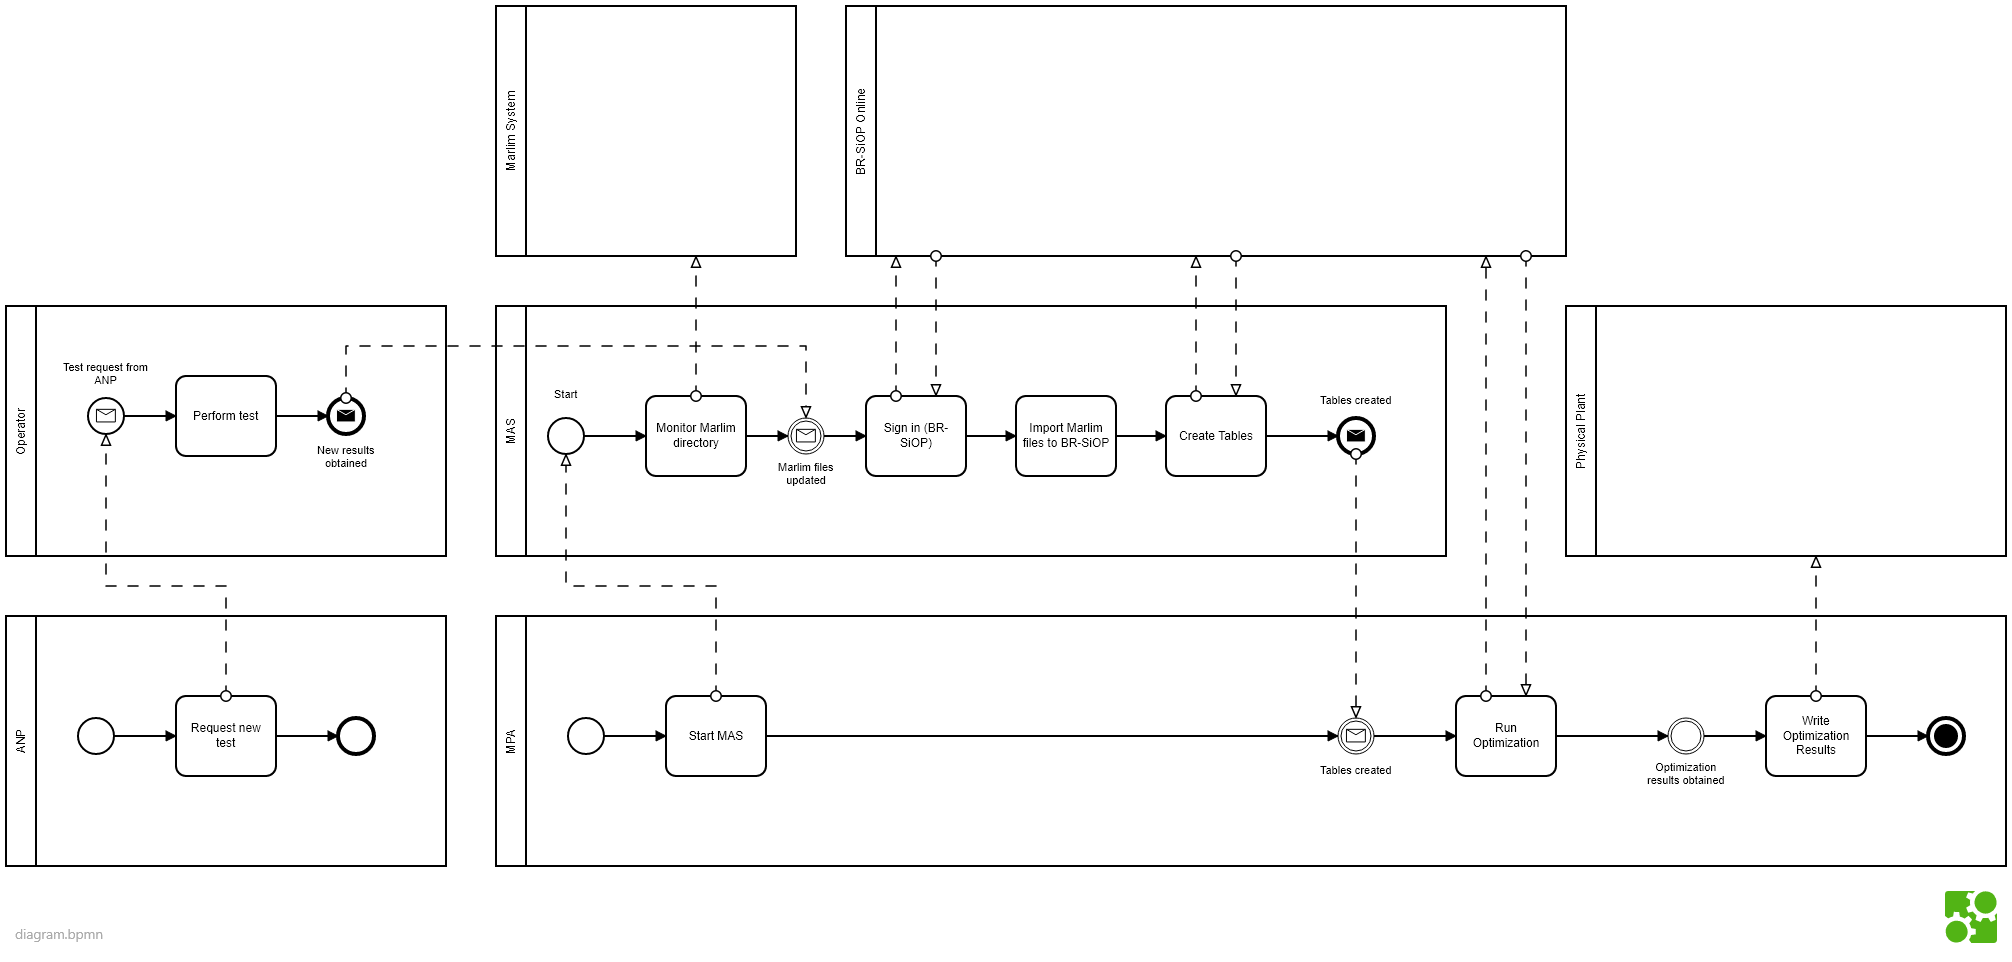 Marlim System
BR-SiOP Online
Operator
Test request from
ANP
Perform test
New results
obtained
MAS
Start
Monitor Marlim
directory
Marlim files
updated
Sign in (BR-
SiOP)
Import Marlim
files to BR-SiOP
Create Tables
Tables created
Physical Plant
ANP
Request new
test
MPA
Start MAS
Tables created
Run
Optimization
Optimization
results obtained
Write
Optimization
Results
diagram.bpmn